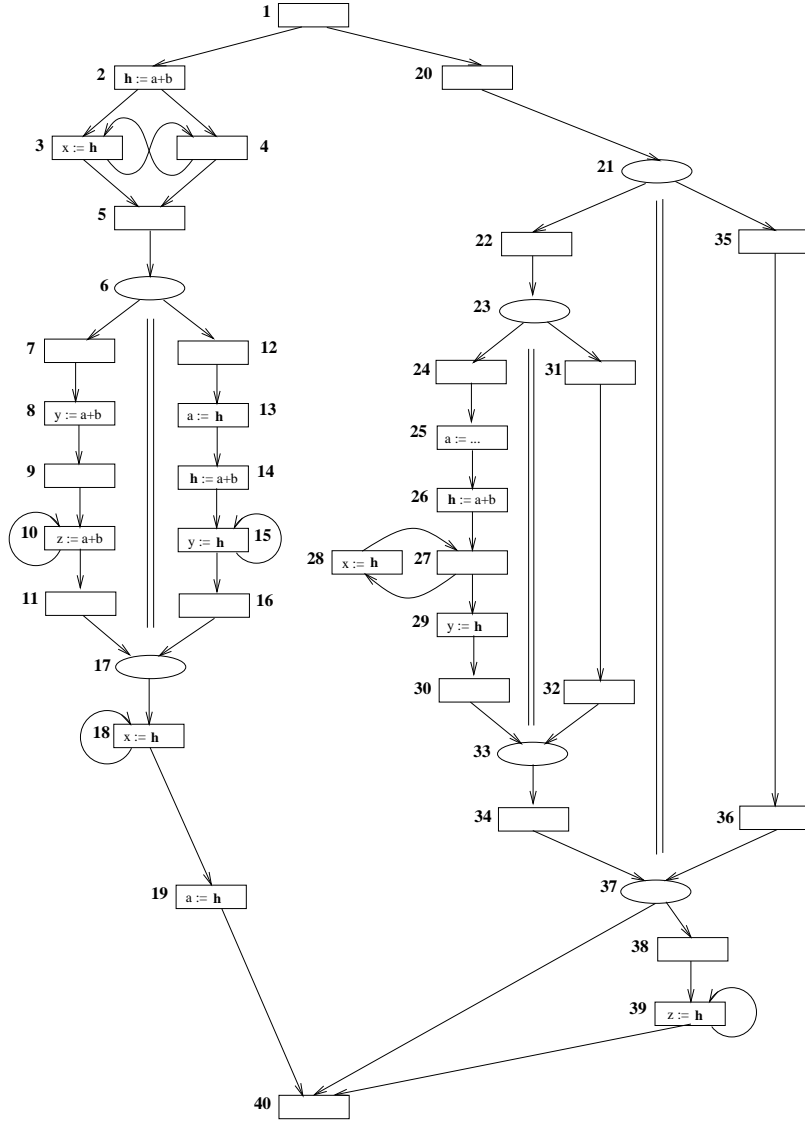 1
2 h := a+b
20
3 x := h
4
21
5
22
35
6
23
7
12
24
31
8 y := a+b
13 a := h
25 a := ...
9
14 h := a+b
26 h := a+b
10 z := a+b
15 y := h
28 x := h
27
11
16
29 y := h
17
30
32
18 x := h
33
34
36
19 a := h
37
38
39 z := h
40